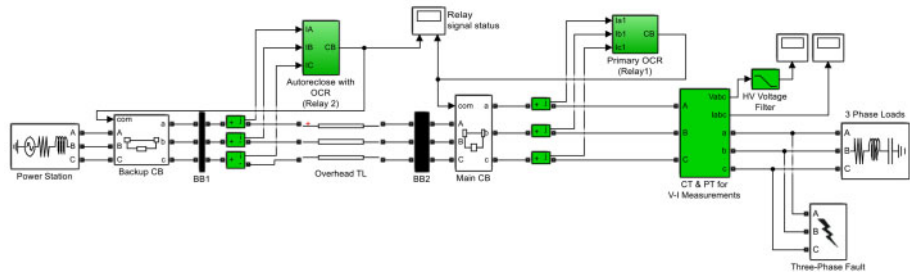 IA
IB
IC
CB
Autoreclose with
OCR
(Relay 2)
Relay
signal status
Ia1
Ib1
Ic1
CB
Primary OCR
(Relay1)
Vabc
Iabc
HV Voltage
Filter
3 Phase Loads
com
A
B
C
a
b
c
Power Station
A
B
C
Backup CB
BB1
+ i
+ i
+ i
Overhead TL
BB2
com
A
B
C
a
b
c
Main CB
+ i
+ i
+ i
A
B
C
a
b
c
CT & PT for
V-I Measurements
A
B
C
A
B
C
Three-Phase Fault